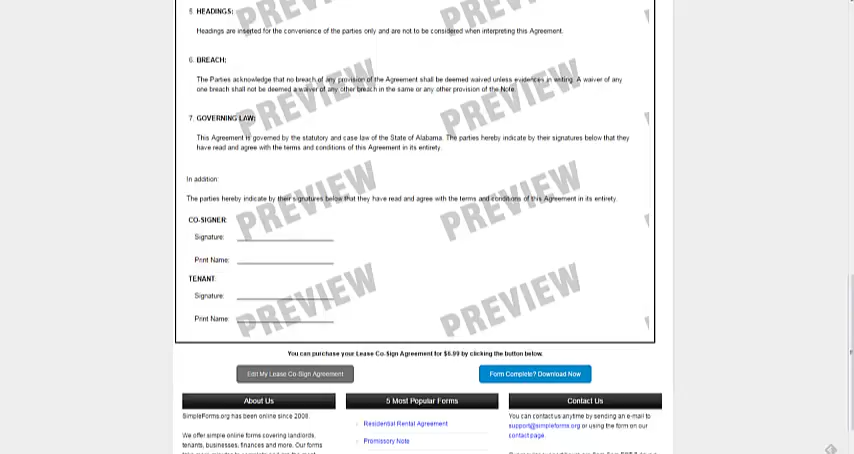 5. HEADINGS:
PREVIEW PREVIEW
Headings are inserted for the convenience of the parties only and are not to be considered when interpreting this Agreement.
6. BREACH:
The Parties acknowledge that no breach of any provision of the Agreement shall be deemed waived unless evidences in writing. A waiver of any
one breach shall not be deemed a waiver of any other breach in the same or any other provision of the Note.
PREVIEW PREVIEW
7. GOVERNING LAW:
This Agreement is governed by the statutory and case law of the State of Alabama. The parties hereby indicate by their signatures below that they
have read and agree with the terms and conditions of this Agreement in its entirety.
In addition:
PREVIEW PREVIEW
The parties hereby indicate by their signatures below that they have read and agree with the terms and conditions of this Agreement in its entirety.
CO-SIGNER:
Signature:
Print Name:
TENANT:
Signature:
PREVIEW PREVIEW
Print Name:
You can purchase your Lease Co-Sign Agreement for $6.99 by clicking the button below.
Edit My Lease Co-Sign Agreement Form Complete? Download Now
About Us 5 Most Popular Forms Contact Us
SimpleForms.org has been online since 2008. You can contact us anytime by sending an e-mail to
Residential Rental Agreement support@simpleforms.org or using the form on our
We offer simple online forms covering landlords, contact page.
tenants, businesses, finances and more. Our forms Promissory Note